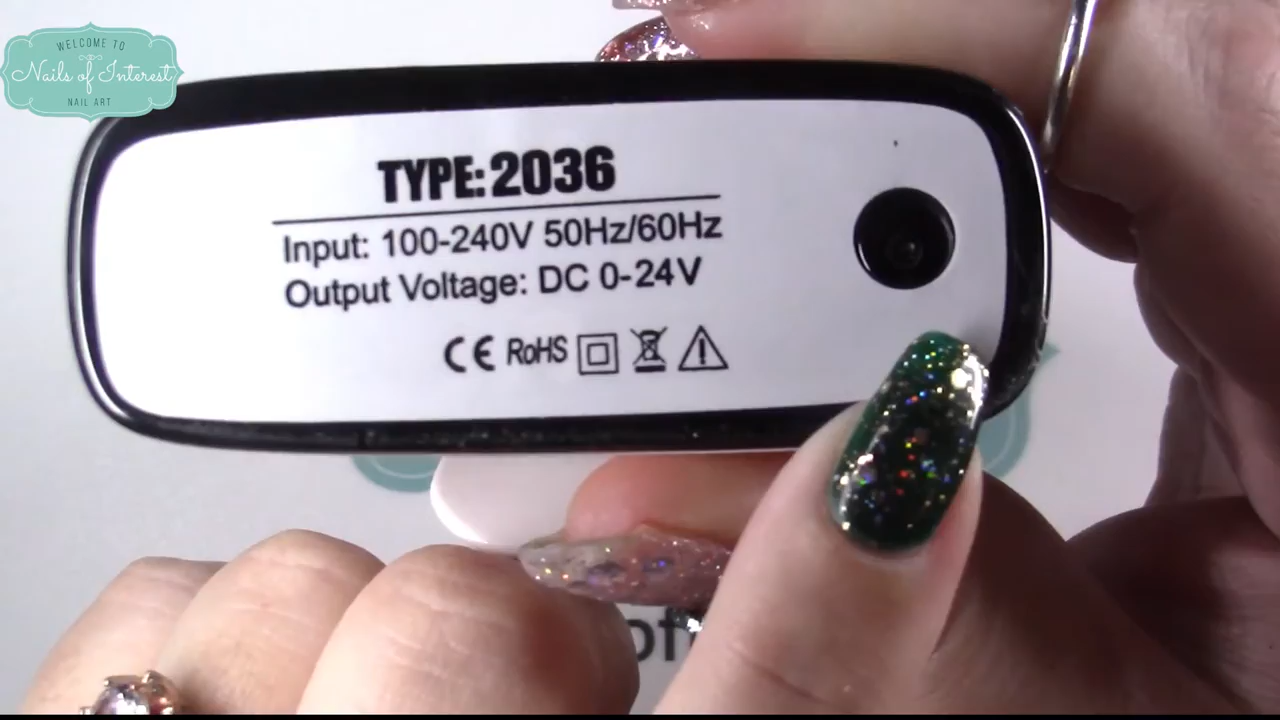 WELCOME TO
Nails of Interest
NAIL ART
TYPE:2036
Input: 100-240V 50Hz/60Hz
Output Voltage: DC 0-24V
CE RoHS